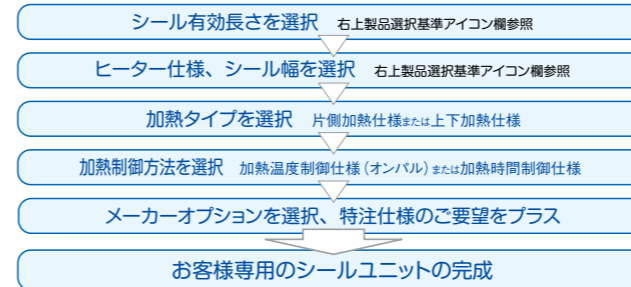 シール有効長さを選択 右上製品選択基準アイコン欄参照
ヒーター仕様、シール幅を選択 右上製品選択基準アイコン欄参照
加熱タイプを選択 片側加熱仕様または上下加熱仕様
加熱制御方法を選択 加熱温度制御仕様（オンパル）または加熱時間制御仕様
メーカーオプションを選択、特注仕様のご要望をプラス
お客様専用のシールユニットの完成